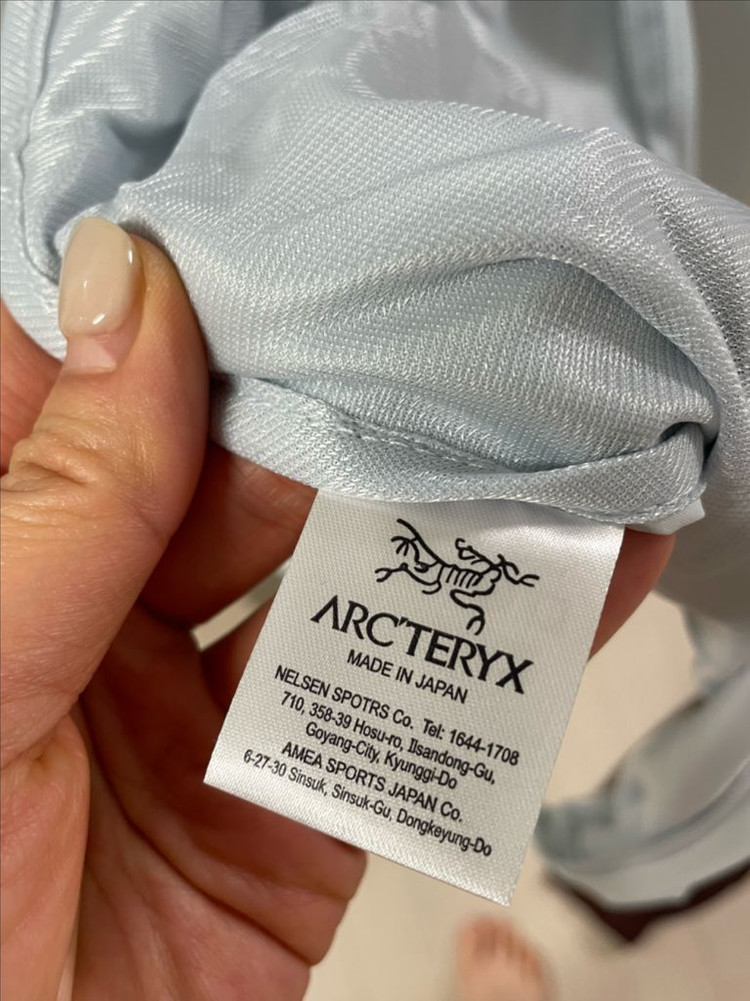 ARC'TERYX
MADE IN JAPAN
NELSEN SPOTRS Co. Tel: 1644-1708
710, 358-39 Hosu-ro, Ilsandong-Gu,
Goyang-City, Kyunggi-Do
AMEA SPORTS JAPAN Co.
6-27-30 Sinsuk, Sinsuk-Gu, Dongkeyung-Do